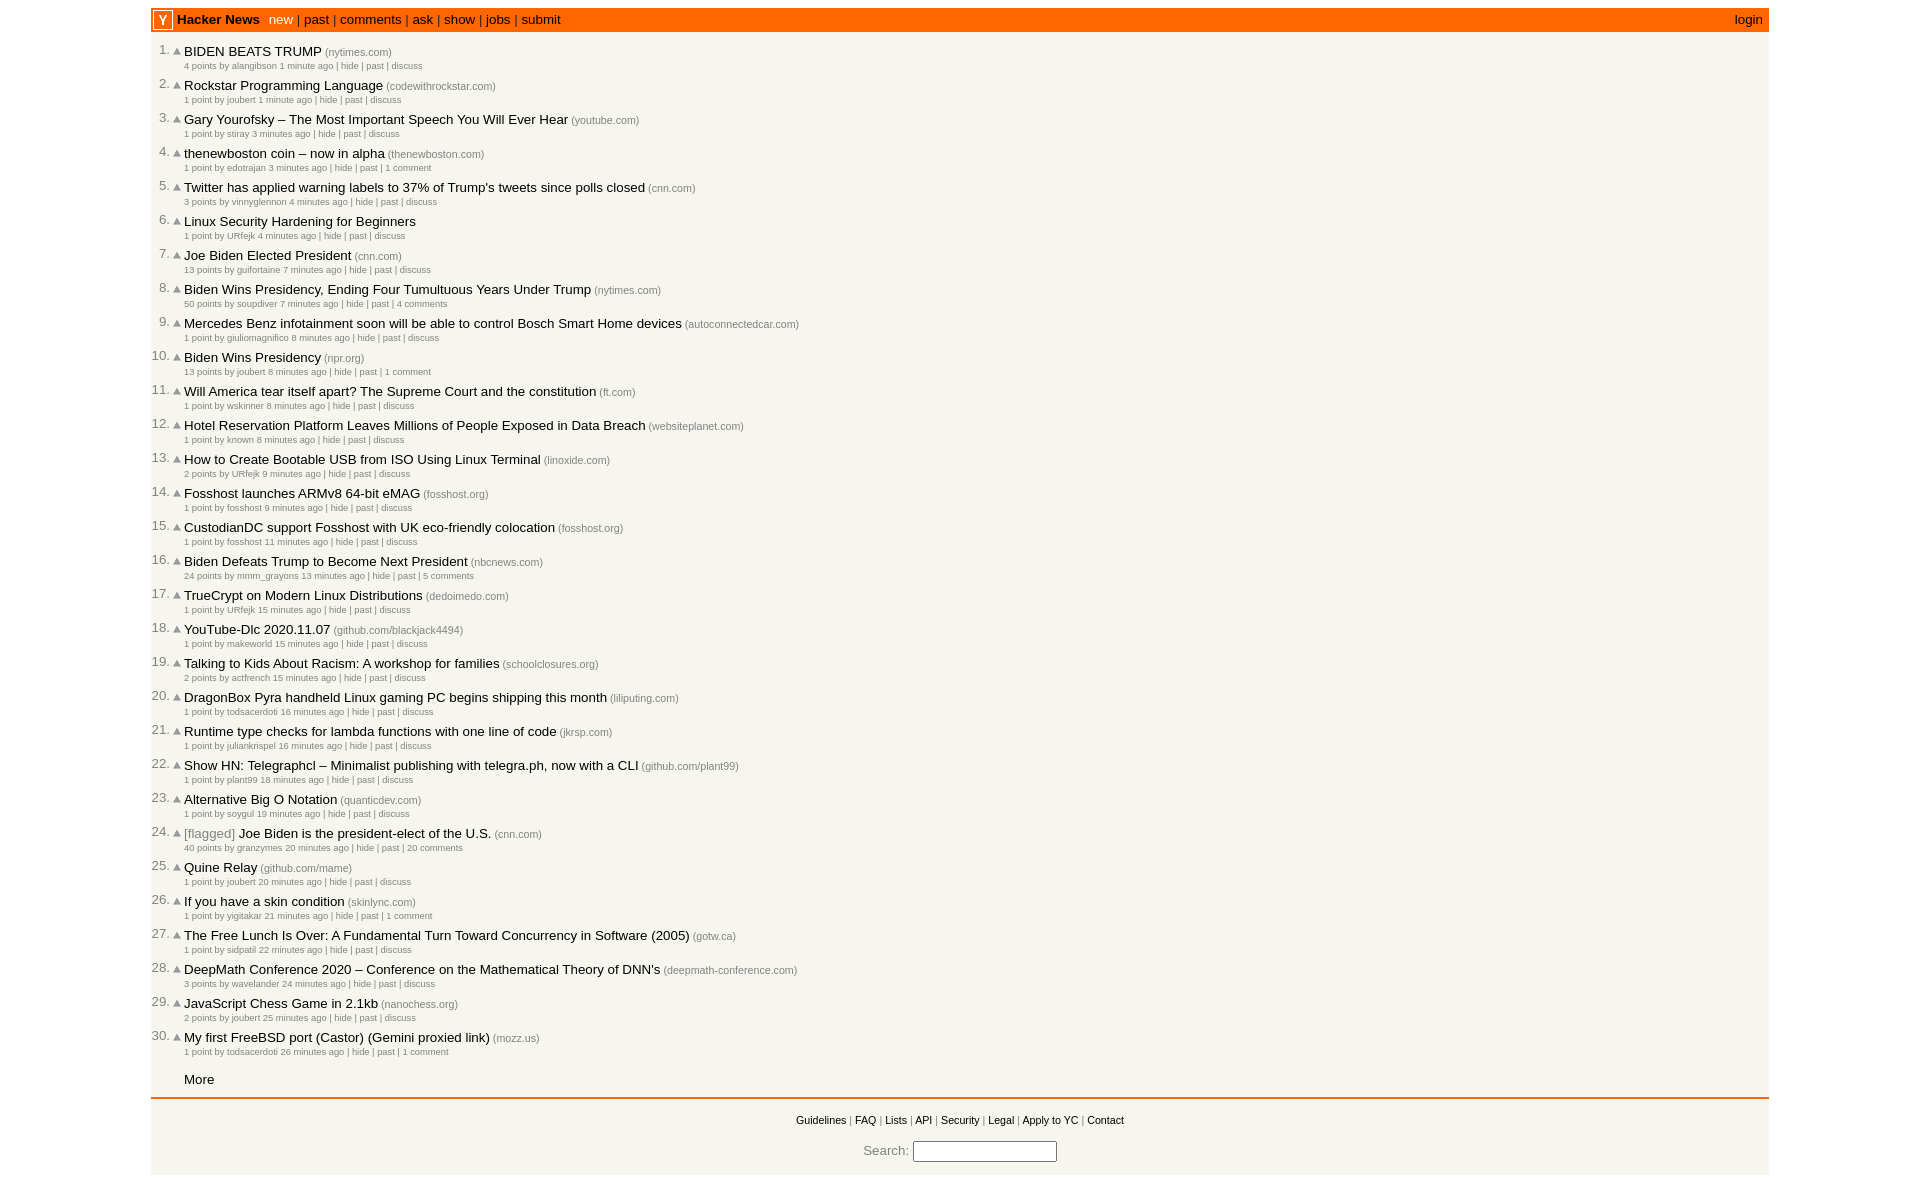 Y Hacker News new | past | comments | ask | show | jobs | submit login
1. BIDEN BEATS TRUMP (nytimes.com)
4 points by alangibson 1 minute ago | hide | past | discuss
2. Rockstar Programming Language (codewithrockstar.com)
1 point by joubert 1 minute ago | hide | past | discuss
3. Gary Yourofsky – The Most Important Speech You Will Ever Hear (youtube.com)
1 point by stiray 3 minutes ago | hide | past | discuss
4. thenewboston coin – now in alpha (thenewboston.com)
1 point by edotrajan 3 minutes ago | hide | past | 1 comment
5. Twitter has applied warning labels to 37% of Trump's tweets since polls closed (cnn.com)
3 points by vinnyglennon 4 minutes ago | hide | past | discuss
6. Linux Security Hardening for Beginners
1 point by URfejk 4 minutes ago | hide | past | discuss
7. Joe Biden Elected President (cnn.com)
13 points by guifortaine 7 minutes ago | hide | past | discuss
8. Biden Wins Presidency, Ending Four Tumultuous Years Under Trump (nytimes.com)
50 points by soupdiver 7 minutes ago | hide | past | 4 comments
9. Mercedes Benz infotainment soon will be able to control Bosch Smart Home devices (autoconnectedcar.com)
1 point by giuliomagnifico 8 minutes ago | hide | past | discuss
10. Biden Wins Presidency (npr.org)
13 points by joubert 8 minutes ago | hide | past | 1 comment
11. Will America tear itself apart? The Supreme Court and the constitution (ft.com)
1 point by wskinner 8 minutes ago | hide | past | discuss
12. Hotel Reservation Platform Leaves Millions of People Exposed in Data Breach (websiteplanet.com)
1 point by known 8 minutes ago | hide | past | discuss
13. How to Create Bootable USB from ISO Using Linux Terminal (linoxide.com)
2 points by URfejk 9 minutes ago | hide | past | discuss
14. Fosshost launches ARMv8 64-bit eMAG (fosshost.org)
1 point by fosshost 9 minutes ago | hide | past | discuss
15. CustodianDC support Fosshost with UK eco-friendly colocation (fosshost.org)
1 point by fosshost 11 minutes ago | hide | past | discuss
16. Biden Defeats Trump to Become Next President (nbcnews.com)
24 points by mmm_grayons 13 minutes ago | hide | past | 5 comments
17. TrueCrypt on Modern Linux Distributions (dedoimedo.com)
1 point by URfejk 15 minutes ago | hide | past | discuss
18. YouTube-Dlc 2020.11.07 (github.com/blackjack4494)
1 point by makeworld 15 minutes ago | hide | past | discuss
19. Talking to Kids About Racism: A workshop for families (schoolclosures.org)
2 points by actfrench 15 minutes ago | hide | past | discuss
20. DragonBox Pyra handheld Linux gaming PC begins shipping this month (liliputing.com)
1 point by todsacerdoti 16 minutes ago | hide | past | discuss
21. Runtime type checks for lambda functions with one line of code (jkrsp.com)
1 point by juliankrispel 16 minutes ago | hide | past | discuss
22. Show HN: Telegraphcl – Minimalist publishing with telegra.ph, now with a CLI (github.com/plant99)
1 point by plant99 18 minutes ago | hide | past | discuss
23. Alternative Big O Notation (quanticdev.com)
1 point by soygul 19 minutes ago | hide | past | discuss
24. [flagged] Joe Biden is the president-elect of the U.S. (cnn.com)
40 points by granzymes 20 minutes ago | hide | past | 20 comments
25. Quine Relay (github.com/mame)
1 point by joubert 20 minutes ago | hide | past | discuss
26. If you have a skin condition (skinlync.com)
1 point by yigitakar 21 minutes ago | hide | past | 1 comment
27. The Free Lunch Is Over: A Fundamental Turn Toward Concurrency in Software (2005) (gotw.ca)
1 point by sidpatil 22 minutes ago | hide | past | discuss
28. DeepMath Conference 2020 – Conference on the Mathematical Theory of DNN's (deepmath-conference.com)
3 points by wavelander 24 minutes ago | hide | past | discuss
29. JavaScript Chess Game in 2.1kb (nanochess.org)
2 points by joubert 25 minutes ago | hide | past | discuss
30. My first FreeBSD port (Castor) (Gemini proxied link) (mozz.us)
1 point by todsacerdoti 26 minutes ago | hide | past | 1 comment
More
Guidelines | FAQ | Lists | API | Security | Legal | Apply to YC | Contact
Search: